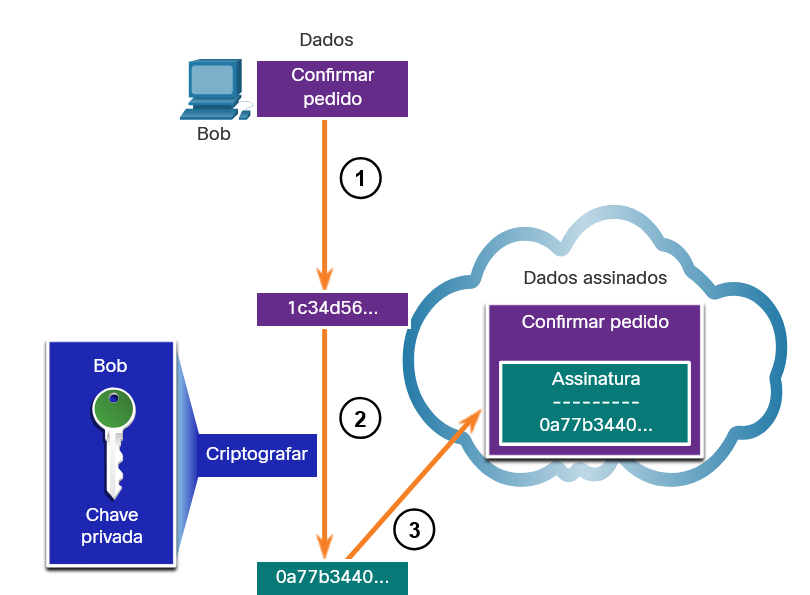 Dados
Confirmar
pedido
Bob
1
1c34d56...
Dados assinados
Confirmar pedido
Assinatura
---------
0a77b3440...
Bob
Chave
privada
Criptografar
2
3
0a77b3440...